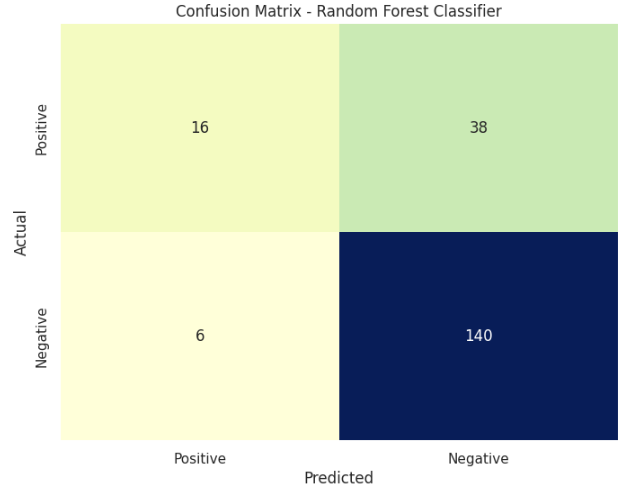 Confusion Matrix - Random Forest Classifier
Actual
Positive
16
38
Negative
6
140
Positive
Negative
Predicted